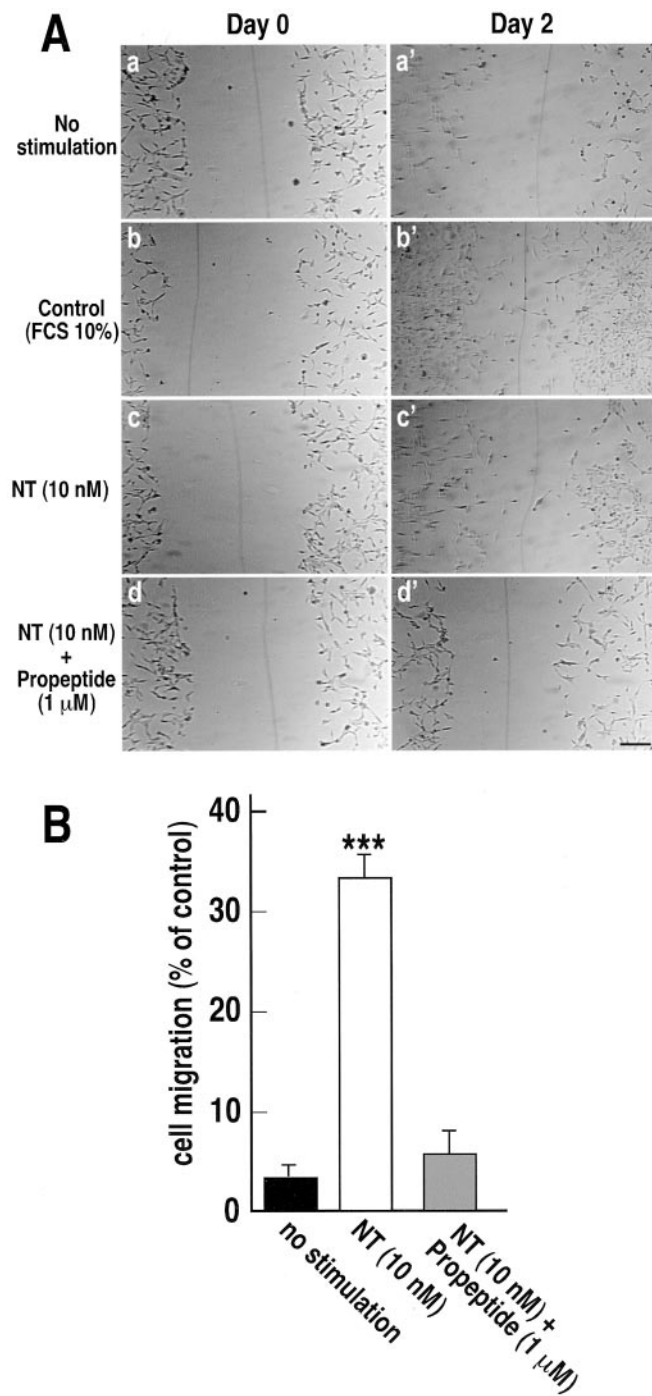 A
Day 0
Day 2
a
a'
No
stimulation
b
b'
Control
(FCS 10%)
c
c'
NT (10 nM)
d
d'
NT (10 nM)
+
Propeptide
(1 μM)
B
cell migration (% of control)
40
30
20
10
0
***
no stimulation
NT (10 nM)
NT (10 nM) +
Propeptide (1 μM)